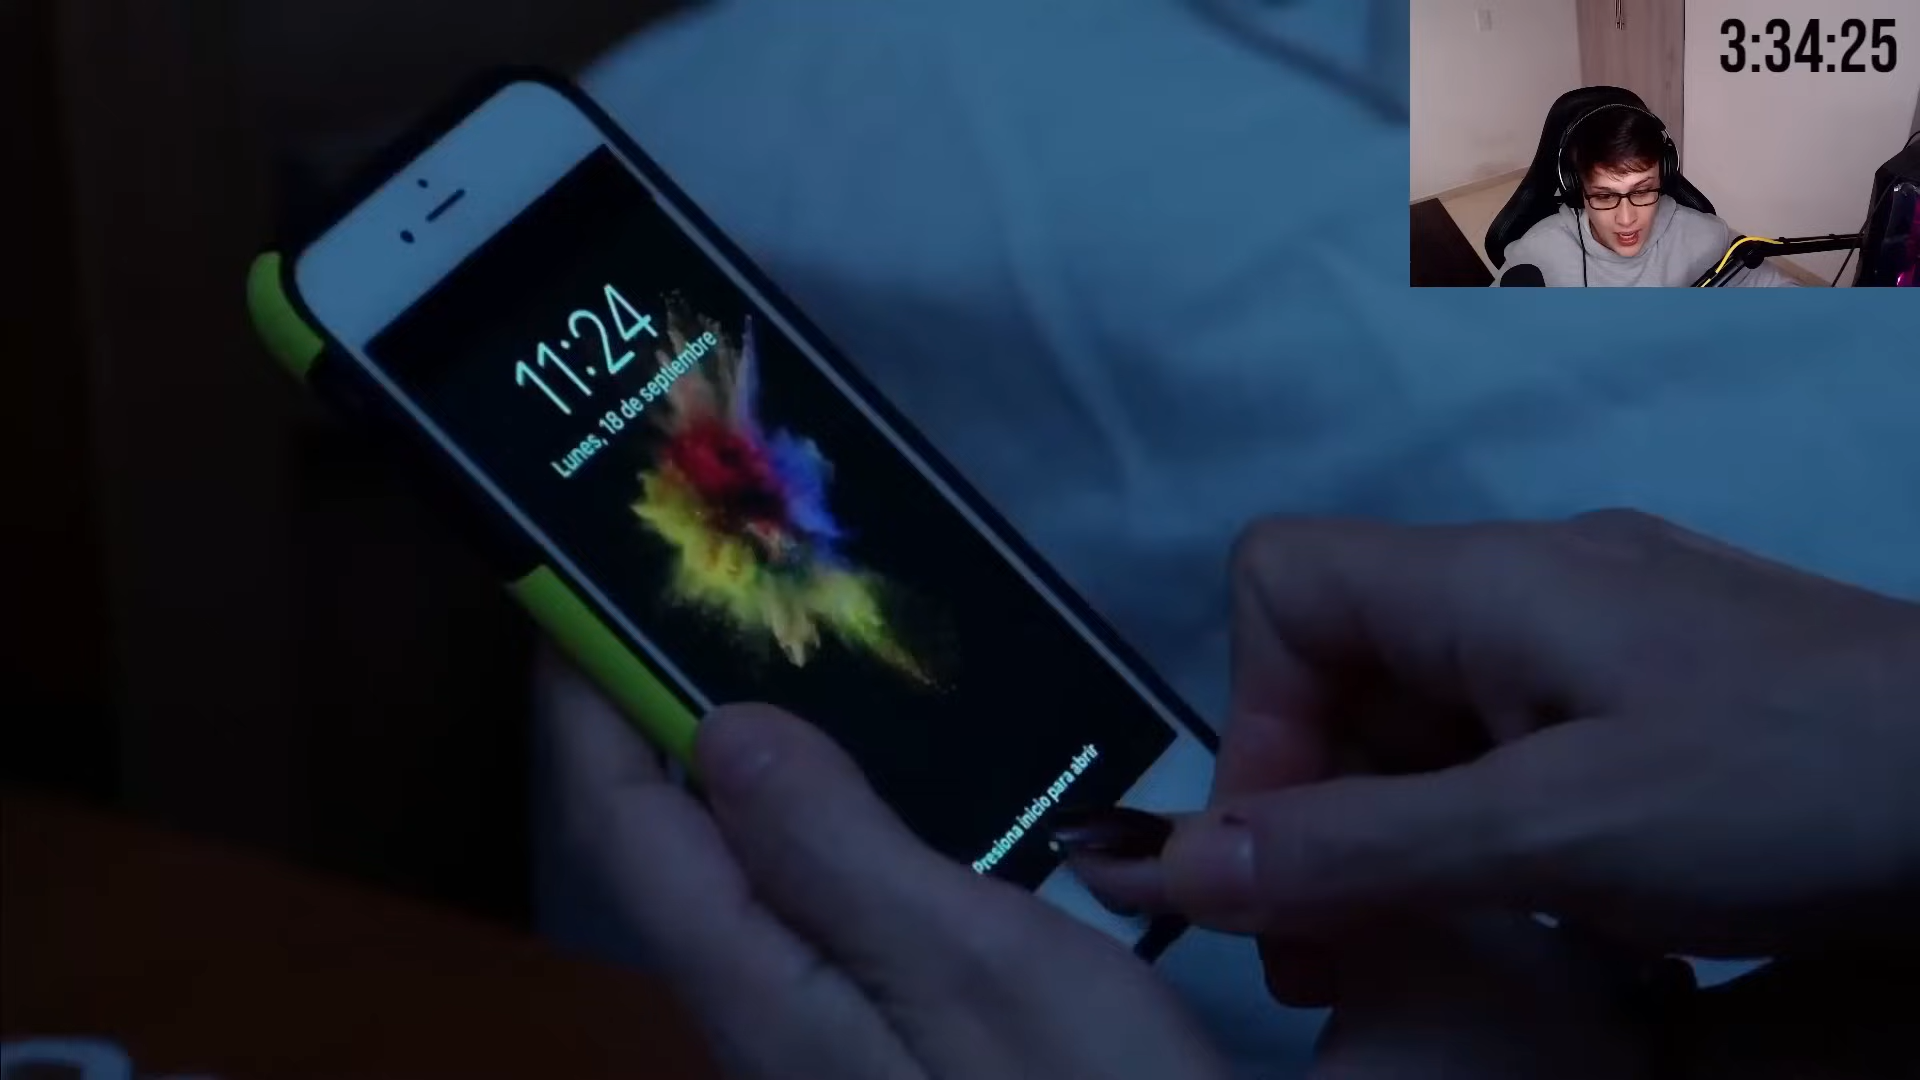 3:34:25
11:24
Lunes, 18 de septiembre
Presiona inicio para abrir